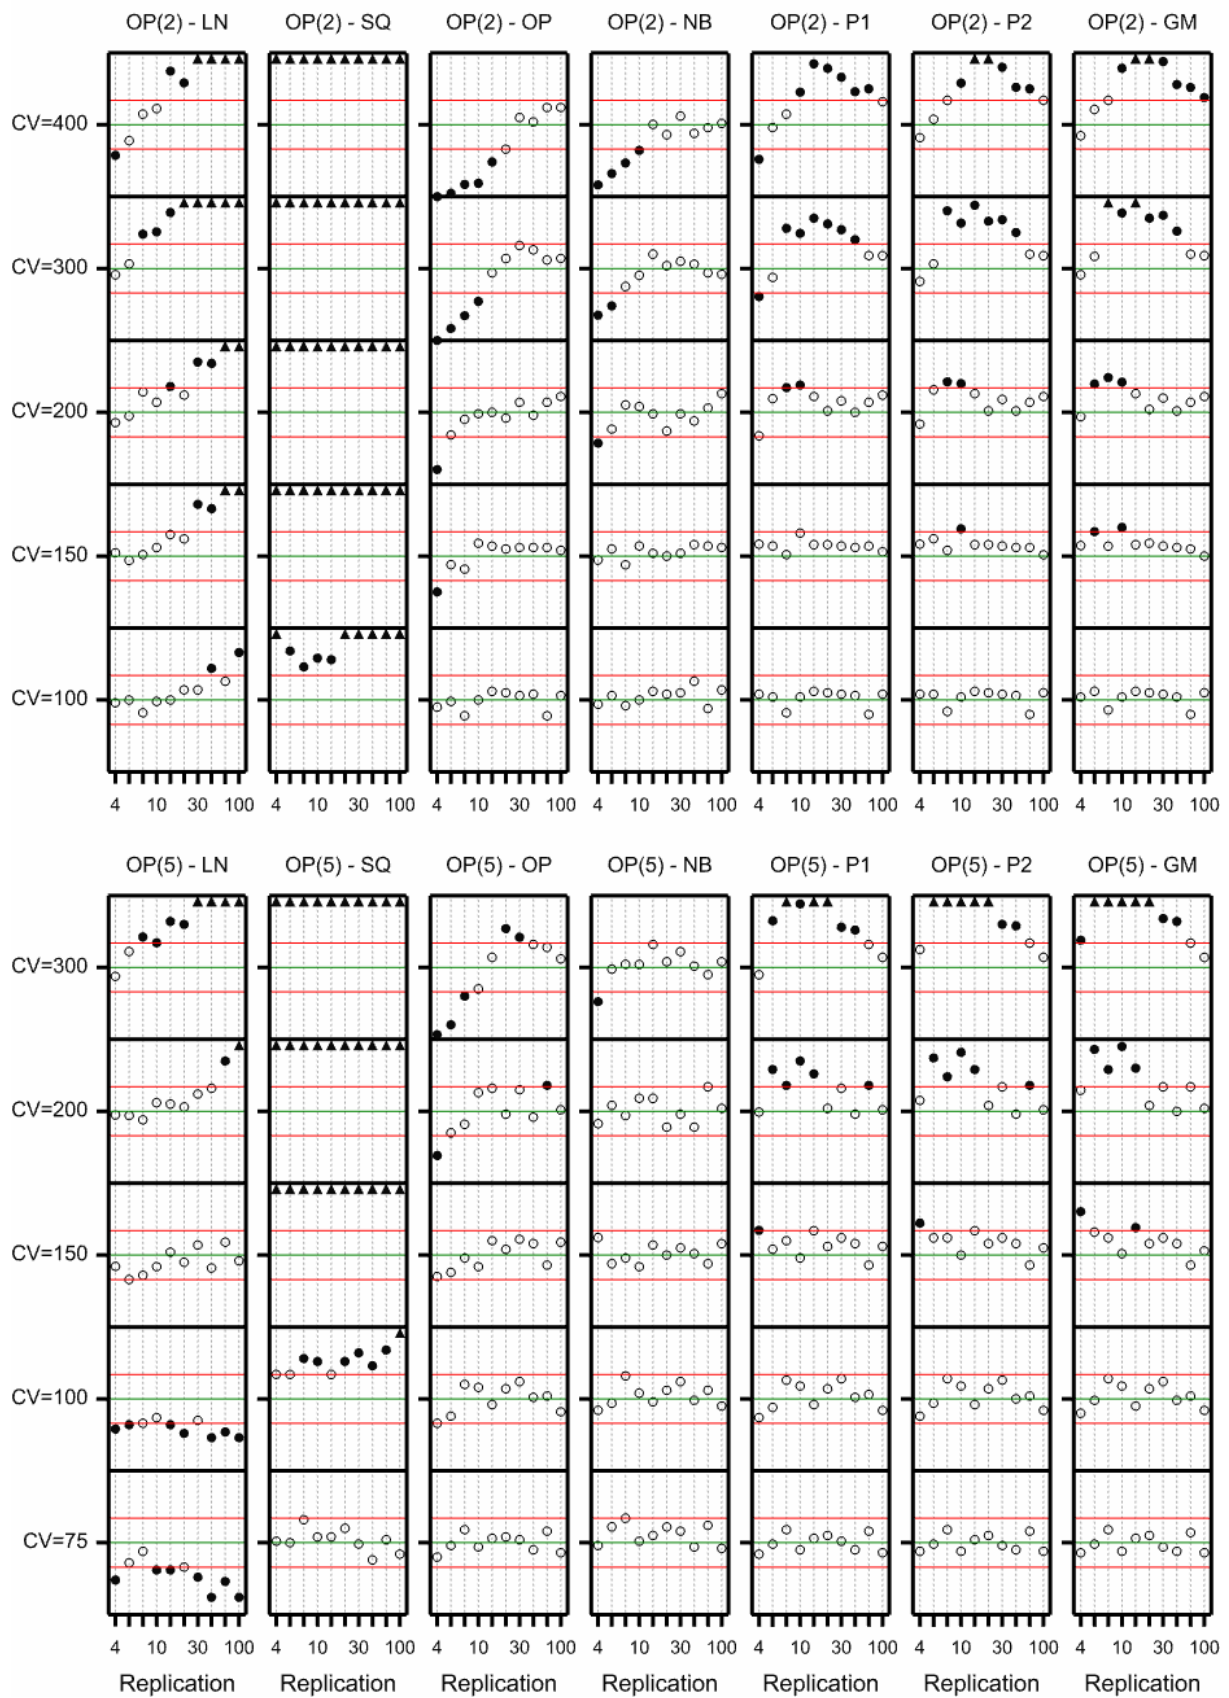 OP(2) - LN OP(2) - SQ OP(2) - OP OP(2) - NB OP(2) - P1 OP(2) - P2 OP(2) - GM
CV=400
CV=300
CV=200
CV=150
CV=100
4 10 30 100 4 10 30 100 4 10 30 100 4 10 30 100 4 10 30 100 4 10 30 100 4 10 30 100
OP(5) - LN OP(5) - SQ OP(5) - OP OP(5) - NB OP(5) - P1 OP(5) - P2 OP(5) - GM
CV=300
CV=200
CV=150
CV=100
CV=75
4 10 30 100 4 10 30 100 4 10 30 100 4 10 30 100 4 10 30 100 4 10 30 100 4 10 30 100
Replication Replication Replication Replication Replication Replication Replication